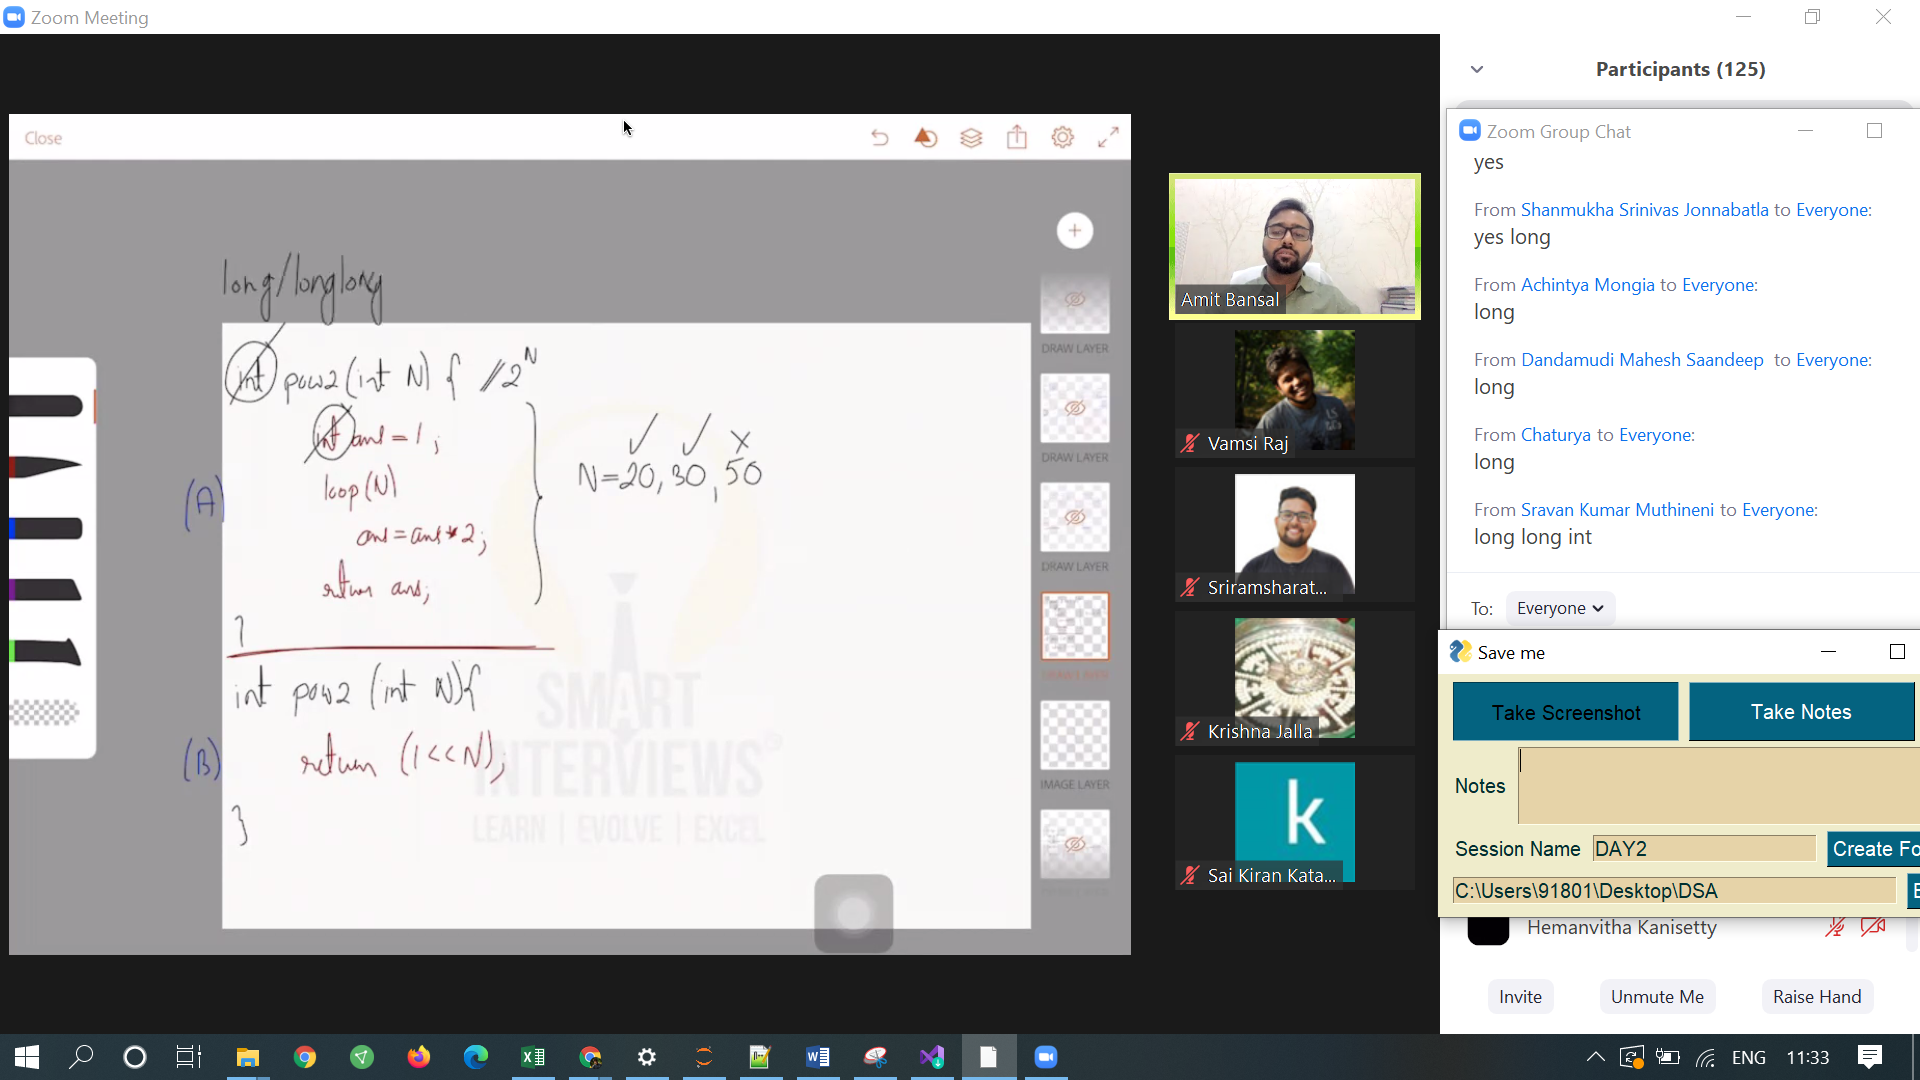 Zoom Meeting
Close
long/longlong
int pow2(int N) { //2^N
int ans = 1;
loop(N)
ans = ans * 2;
return ans;
}
(A)
N=20, 30, 50
int pow2 (int N){
return (1<<N);
}
(B)
SMART
INTERVIEWS
LEARN | EVOLVE | EXCEL
DRAW LAYER
DRAW LAYER
DRAW LAYER
DRAW LAYER
IMAGE LAYER
Amit Bansal
Vamsi Raj
Sriramsharat...
Krishna Jalla
k
Sai Kiran Kata...
Participants (125)
Zoom Group Chat
yes
From Shanmukha Srinivas Jonnabatla to Everyone:
yes long
From Achintya Mongia to Everyone:
long
From Dandamudi Mahesh Saandeep to Everyone:
long
From Chaturya to Everyone:
long
From Sravan Kumar Muthineni to Everyone:
long long int
To: Everyone
Save me
Take Screenshot
Take Notes
Notes
Session Name DAY2
Create Fo
C:\Users\91801\Desktop\DSA
Hemanvitha Kanisetty
Invite
Unmute Me
Raise Hand
ENG
11:33